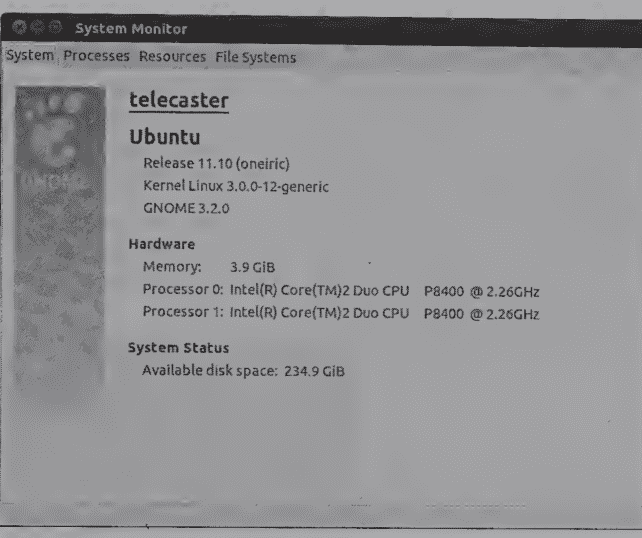 System Monitor
System Processes Resources File Systems
telecaster
Ubuntu
Release 11.10 (oneiric)
Kernel Linux 3.0.0-12-generic
GNOME 3.2.0
Hardware
Memory: 3.9 GiB
Processor 0: Intel(R) Core(TM)2 Duo CPU P8400 @ 2.26GHz
Processor 1: Intel(R) Core(TM)2 Duo CPU P8400 @ 2.26GHz
System Status
Available disk space: 234.9 GiB